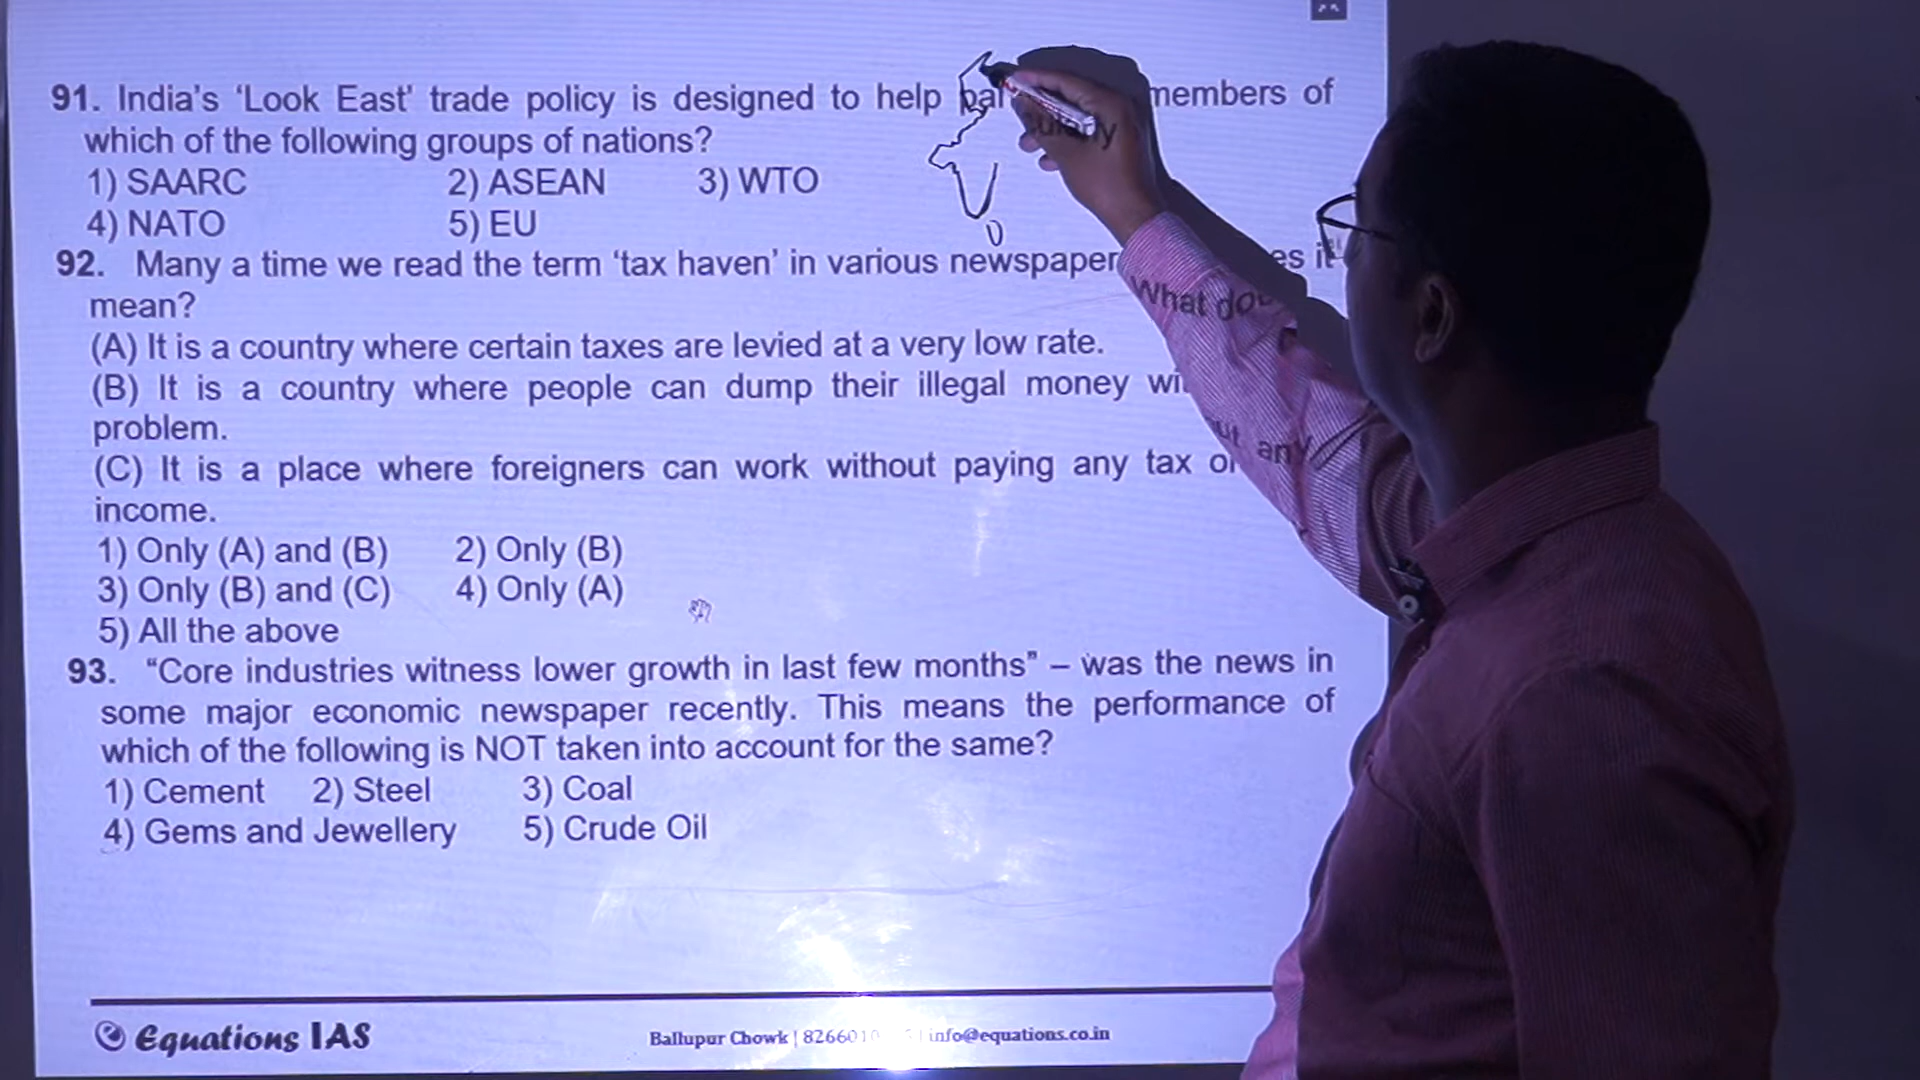 91. India's 'Look East' trade policy is designed to help particularly members of
which of the following groups of nations?
1) SAARC 2) ASEAN 3) WTO
4) NATO 5) EU
92. Many a time we read the term 'tax haven' in various newspaper What does it
mean?
(A) It is a country where certain taxes are levied at a very low rate.
(B) It is a country where people can dump their illegal money without any
problem.
(C) It is a place where foreigners can work without paying any tax
income.
1) Only (A) and (B) 2) Only (B)
3) Only (B) and (C) 4) Only (A)
5) All the above
93. "Core industries witness lower growth in last few months" – was the news in
some major economic newspaper recently. This means the performance of
which of the following is NOT taken into account for the same?
1) Cement 2) Steel 3) Coal
4) Gems and Jewellery 5) Crude Oil
Equations IAS
Ballupur Chowk | | info@equations.co.in